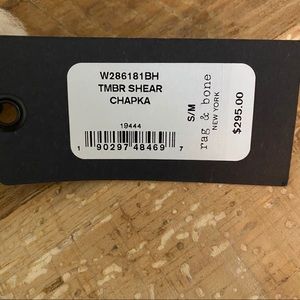 W286181BH
TMBR SHEAR
CHAPKA
19444
1 90297 48469 7
S/M
rag & bone
NEW YORK
$295.00